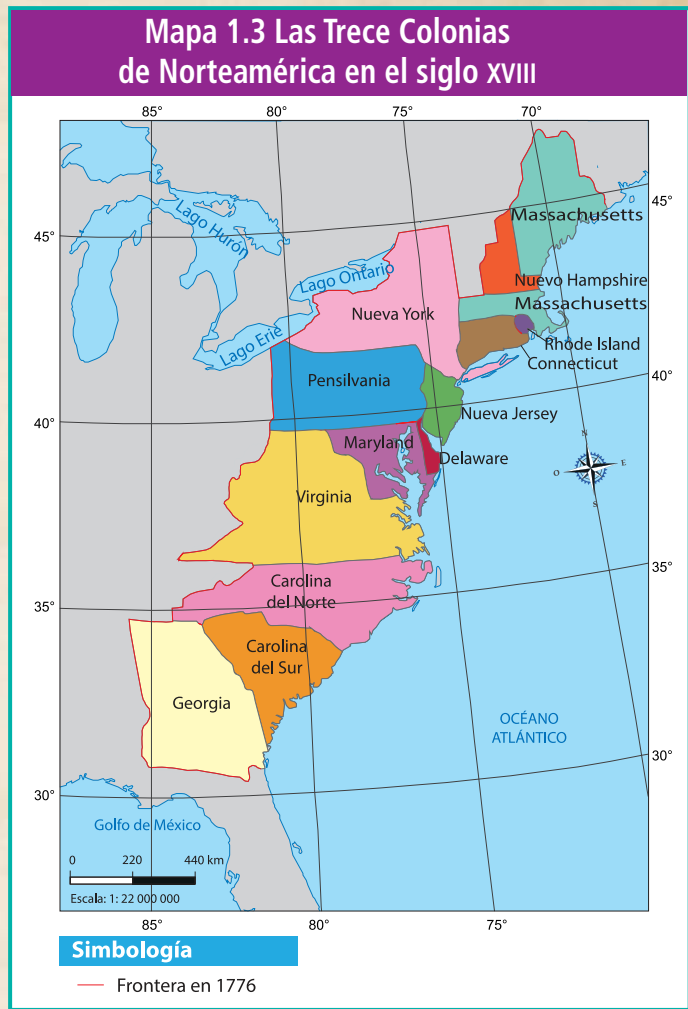 Mapa 1.3 Las Trece Colonias
de Norteamérica en el siglo XVIII
85°
80°
75°
70°
45°
45°
Lago Hurón
Massachusetts
Lago Ontario
Nuevo Hampshire
Massachusetts
Nueva York
Lago Erie
Rhode Island
Connecticut
Pensilvania
40°
Nueva Jersey
40°
Maryland
Delaware
N
O
E
S
Virginia
35°
Carolina
del Norte
35°
Carolina
del Sur
Georgia
OCÉANO
ATLÁNTICO
30°
30°
Golfo de México
0 220 440 km
Escala: 1: 22 000 000
85°
80°
75°
Simbología
Frontera en 1776